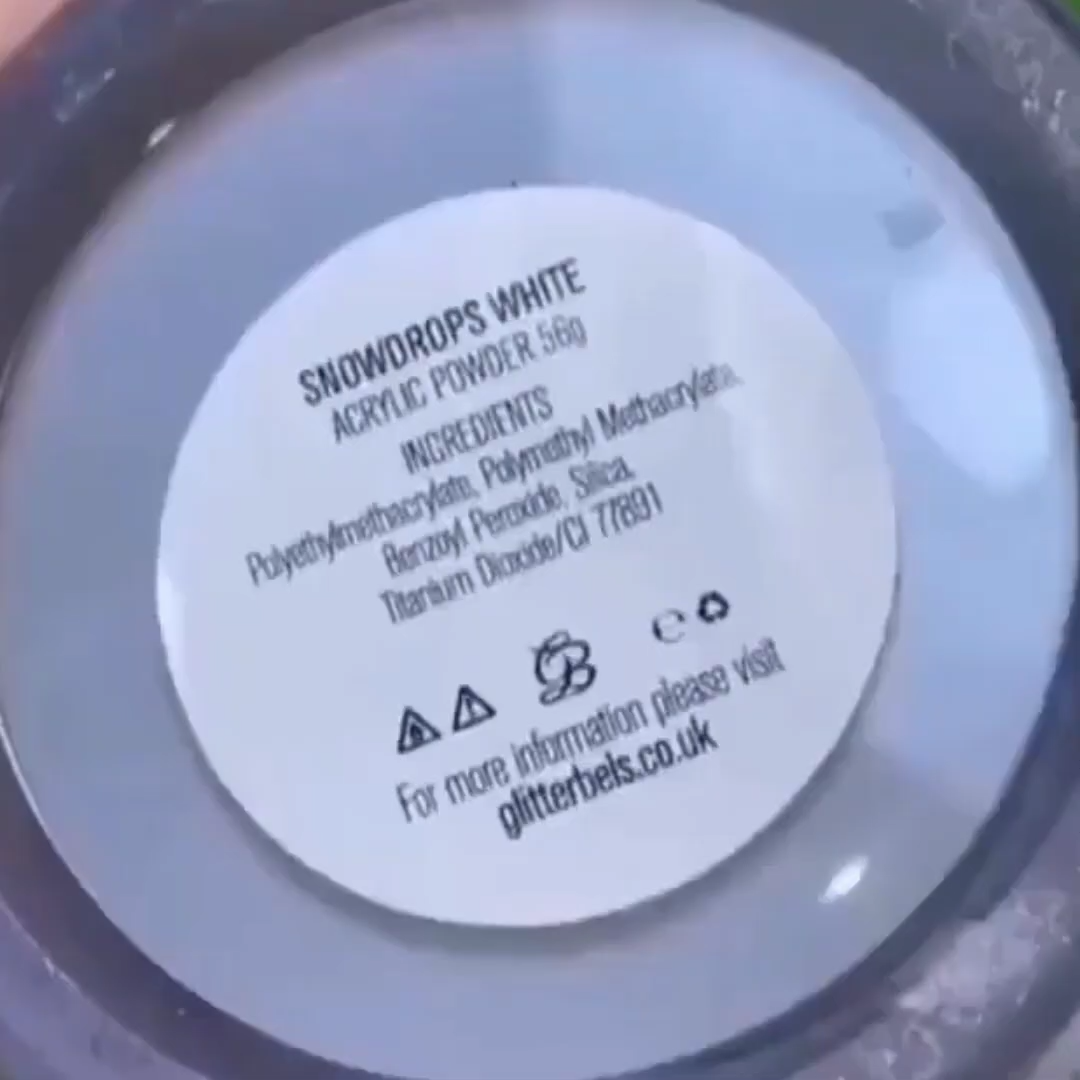 SNOWDROPS WHITE
ACRYLIC POWDER 56g
INGREDIENTS
Polyethylmethacrylate, Polymethyl Methacrylate,
Benzoyl Peroxide, Silica,
Titanium Dioxide/CI 77891
GB
e
For more information please visit
glitterbels.co.uk